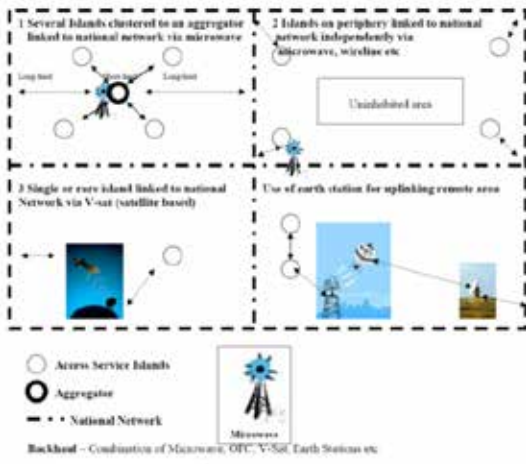 1 Several Islands clustered to an aggregator
linked to national network via microwave
Long haul
Short haul
Long haul
2 Islands on periphery linked to national
network independently via
microwave, wireline etc
Uninhabited area
3 Single or rare island linked to national
Network via V-sat (satellite based)
Use of earth station for uplinking remote area
Access Service Islands
Aggregator
National Network
Microwave
Backhaul – Combination of Microwave, OFC, V-Sat, Earth Stations etc